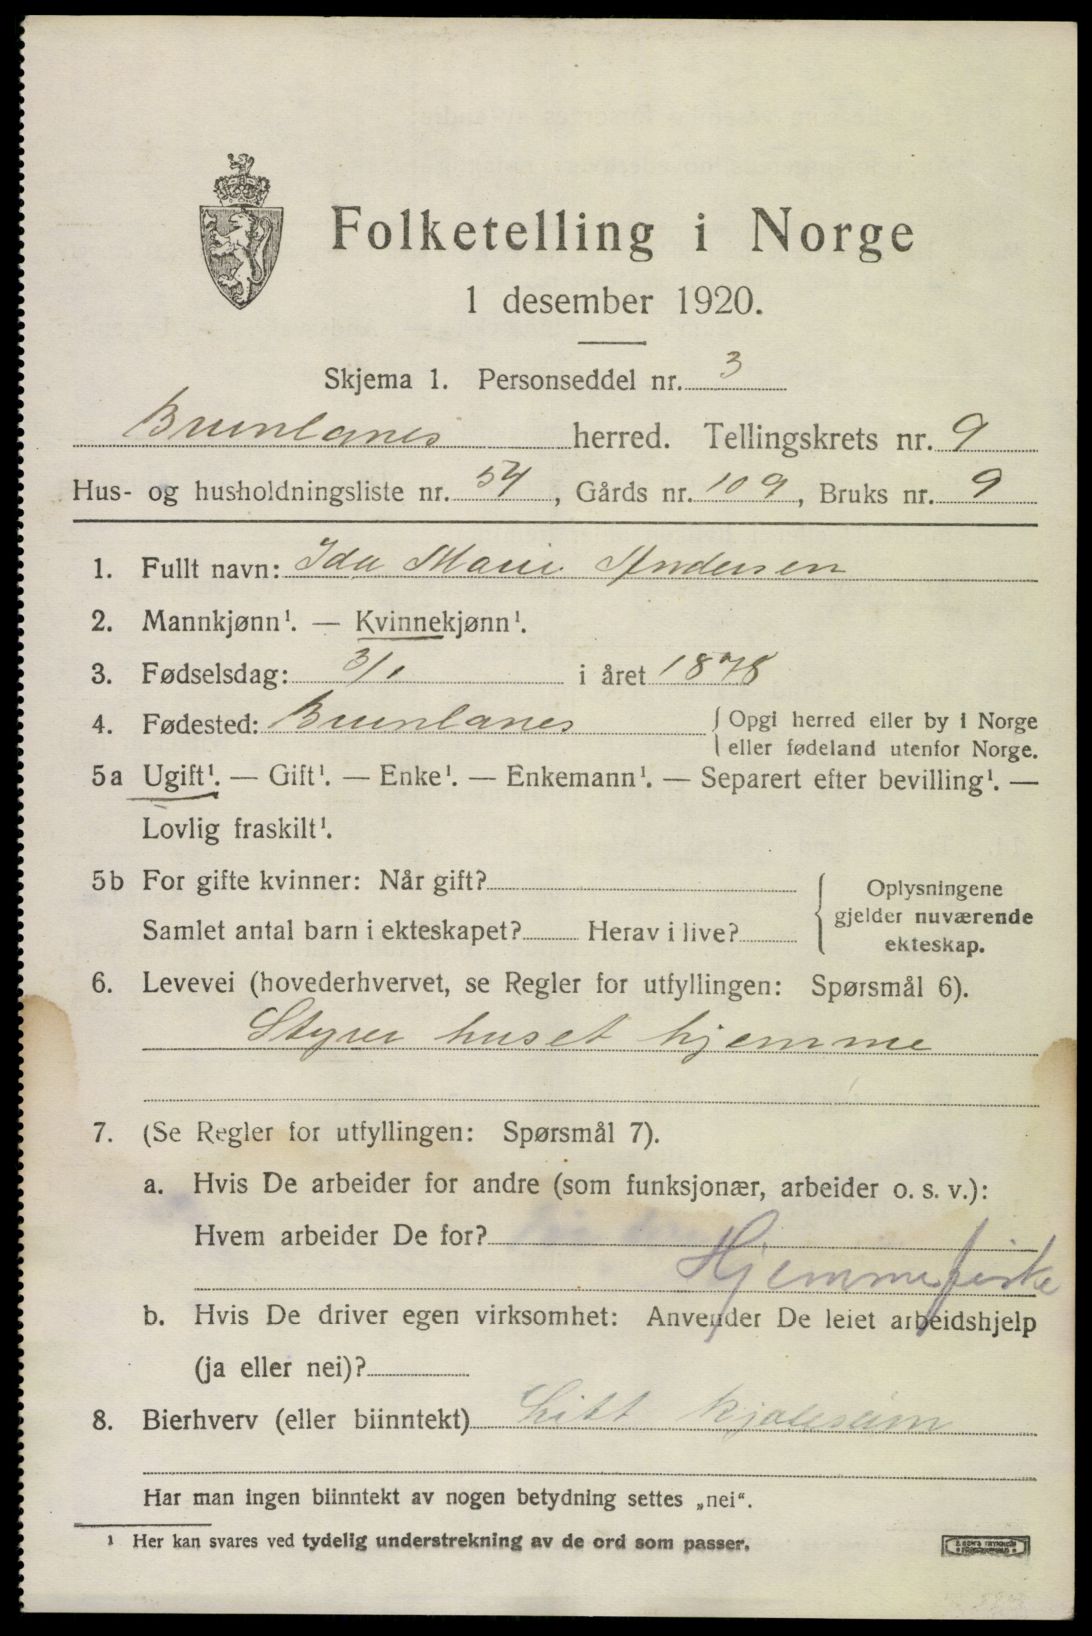 Folketelling i Norge
1 desember 1920.
Skjema 1. Personseddel nr. 3
Brunlanes herred. Tellingskrets nr. 9
Hus- og husholdningsliste nr. 54, Gårds nr. 109, Bruks nr. 9
1. Fullt navn: Ida Marie Andersen
2. Mannkjønn¹. — Kvinnekjønn¹.
3. Fødselsdag: 3/1 i året 1878
4. Fødested: Brunlanes { Opgi herred eller by i Norge
eller fødeland utenfor Norge.
5a Ugift¹. — Gift¹. — Enke¹. — Enkemann¹. — Separert efter bevilling¹. —
Lovlig fraskilt¹.
5b For gifte kvinner: Når gift?
Samlet antal barn i ekteskapet? Herav i live?
{ Oplysningene
gjelder nuværende
ekteskap.
6. Levevei (hovederhvervet, se Regler for utfyllingen: Spørsmål 6).
Styrer huset hjemme
7. (Se Regler for utfyllingen: Spørsmål 7).
a. Hvis De arbeider for andre (som funksjonær, arbeider o. s. v.):
Hvem arbeider De for?
b. Hvis De driver egen virksomhet: Anvender De leiet arbeidshjelp
(ja eller nei)?
8. Bierhverv (eller biinntekt) Litt kjolesøm
Har man ingen biinntekt av nogen betydning settes „nei“.
¹ Her kan svares ved tydelig understrekning av de ord som passer.